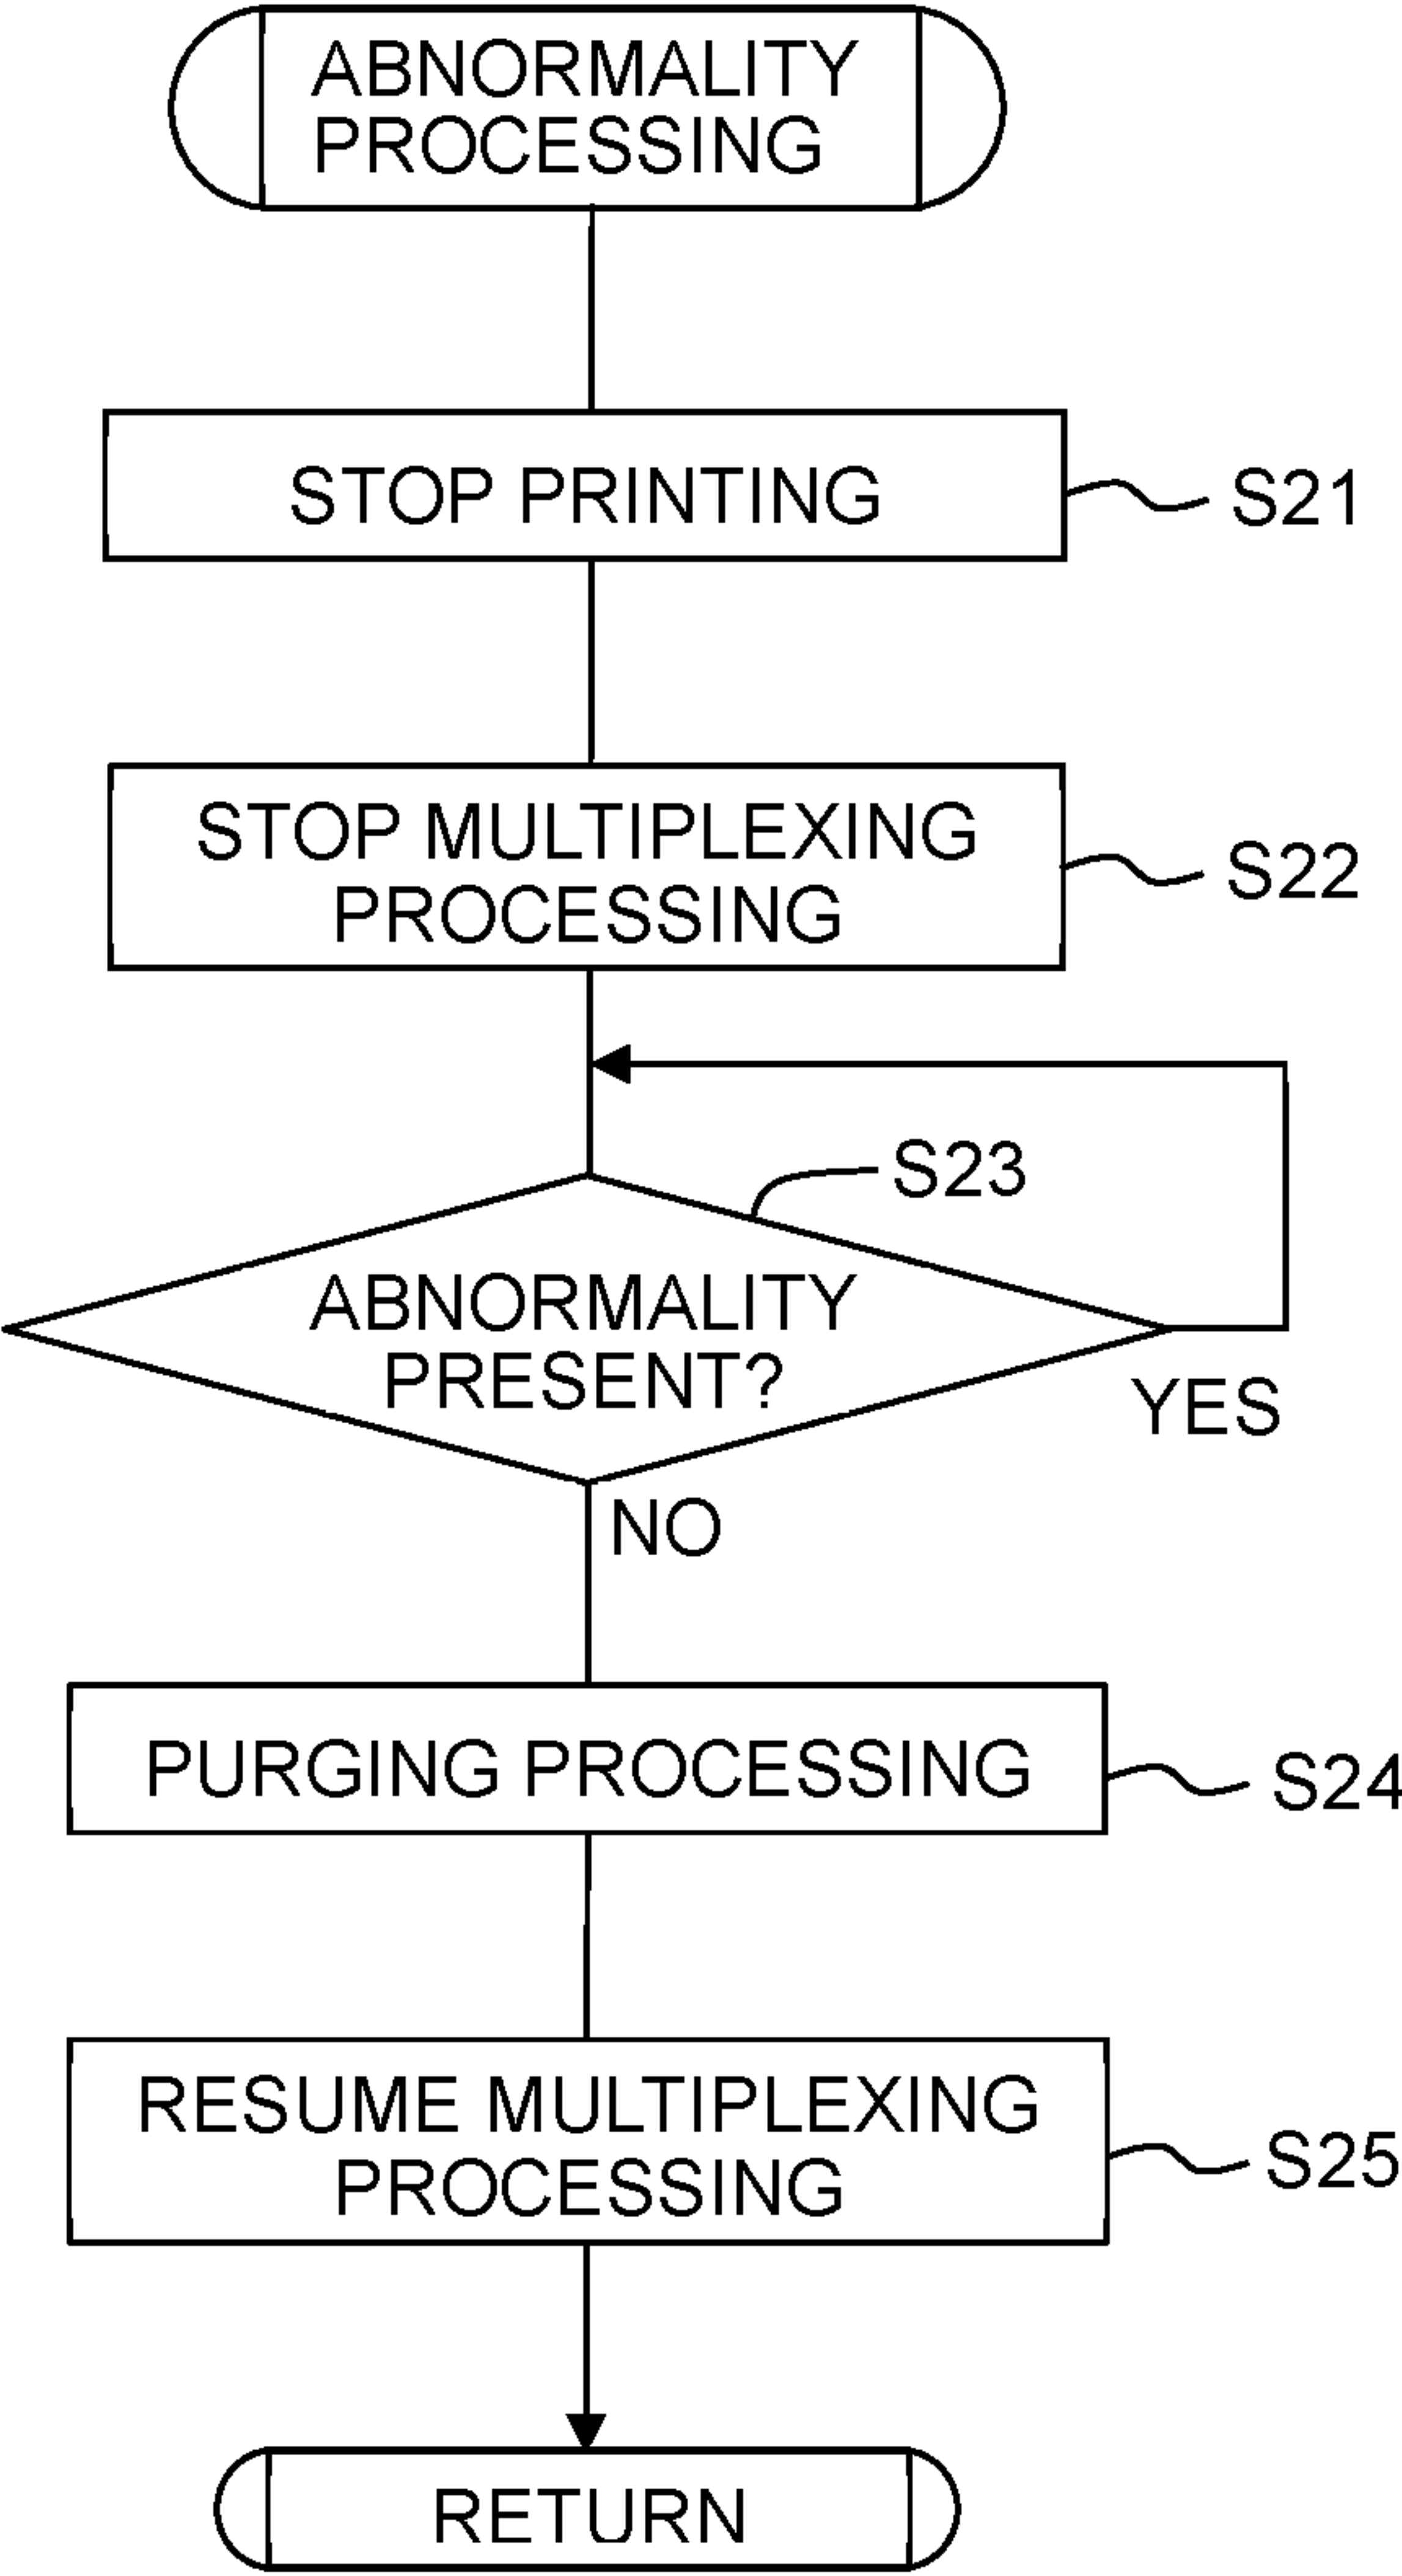 ABNORMALITY
PROCESSING
STOP PRINTING
S21
STOP MULTIPLEXING
PROCESSING
S22
S23
ABNORMALITY
PRESENT?
YES
NO
PURGING PROCESSING
S24
RESUME MULTIPLEXING
PROCESSING
S25
RETURN